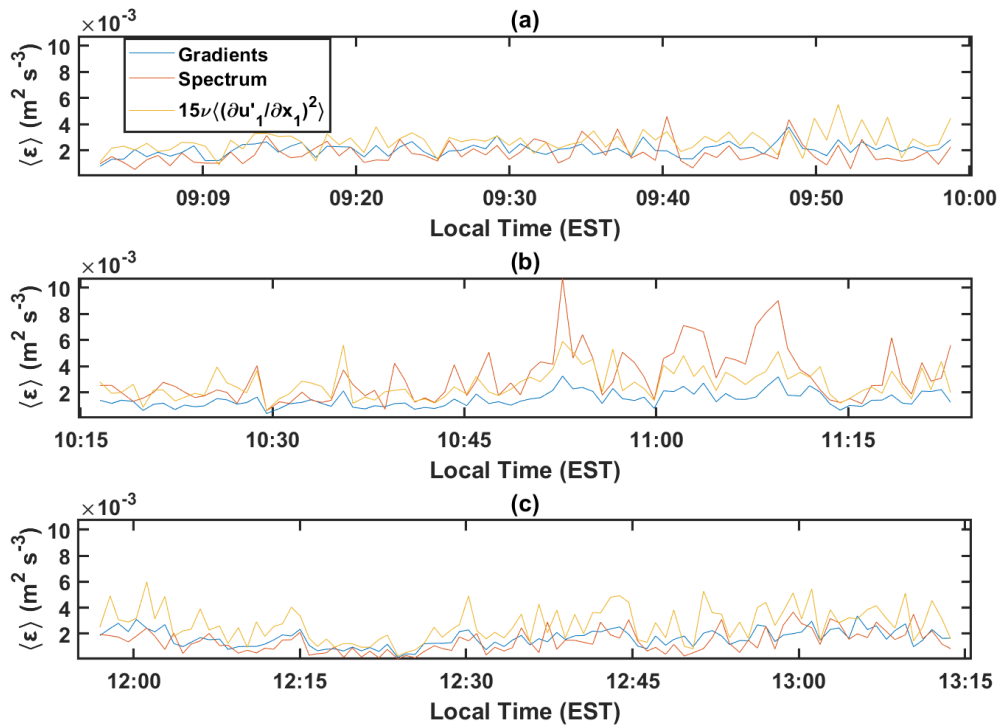 (a)
×10⁻³
10
8
6
4
2
⟨ε⟩ (m² s⁻³)
Gradients
Spectrum
15ν⟨(∂u'₁/∂x₁)²⟩
09:09 09:20 09:30 09:40 09:50 10:00
Local Time (EST)
(b)
×10⁻³
10
8
6
4
2
⟨ε⟩ (m² s⁻³)
10:15 10:30 10:45 11:00 11:15
Local Time (EST)
(c)
×10⁻³
10
8
6
4
2
⟨ε⟩ (m² s⁻³)
12:00 12:15 12:30 12:45 13:00 13:15
Local Time (EST)